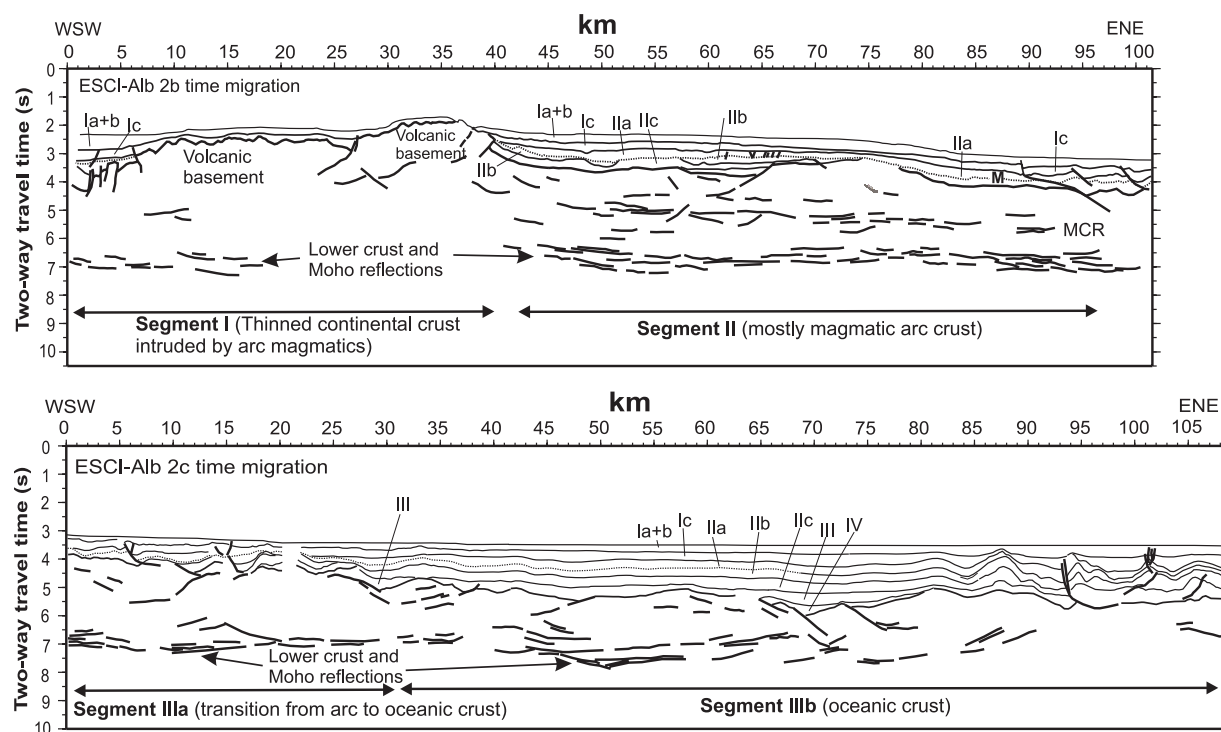 km
WSW ENE
0 5 10 15 20 25 30 35 40 45 50 55 60 65 70 75 80 85 90 95 100
Two-way travel time (s)
0
1
2
3
4
5
6
7
8
9
10
ESCI-Alb 2b time migration
Ia+b
Ic
Volcanic
basement
Volcanic
basement
IIb
Ia+b
Ic
IIa
IIc
IIb
IIa
Ic
M
MCR
Lower crust and
Moho reflections
Segment I (Thinned continental crust
intruded by arc magmatics)
Segment II (mostly magmatic arc crust)
km
WSW ENE
0 5 10 15 20 25 30 35 40 45 50 55 60 65 70 75 80 85 90 95 100 105
Two-way travel time (s)
0
1
2
3
4
5
6
7
8
9
10
ESCI-Alb 2c time migration
III
Ia+b
Ic
IIa
IIb
IIc
III
IV
Lower crust and
Moho reflections
Segment IIIa (transition from arc to oceanic crust)
Segment IIIb (oceanic crust)